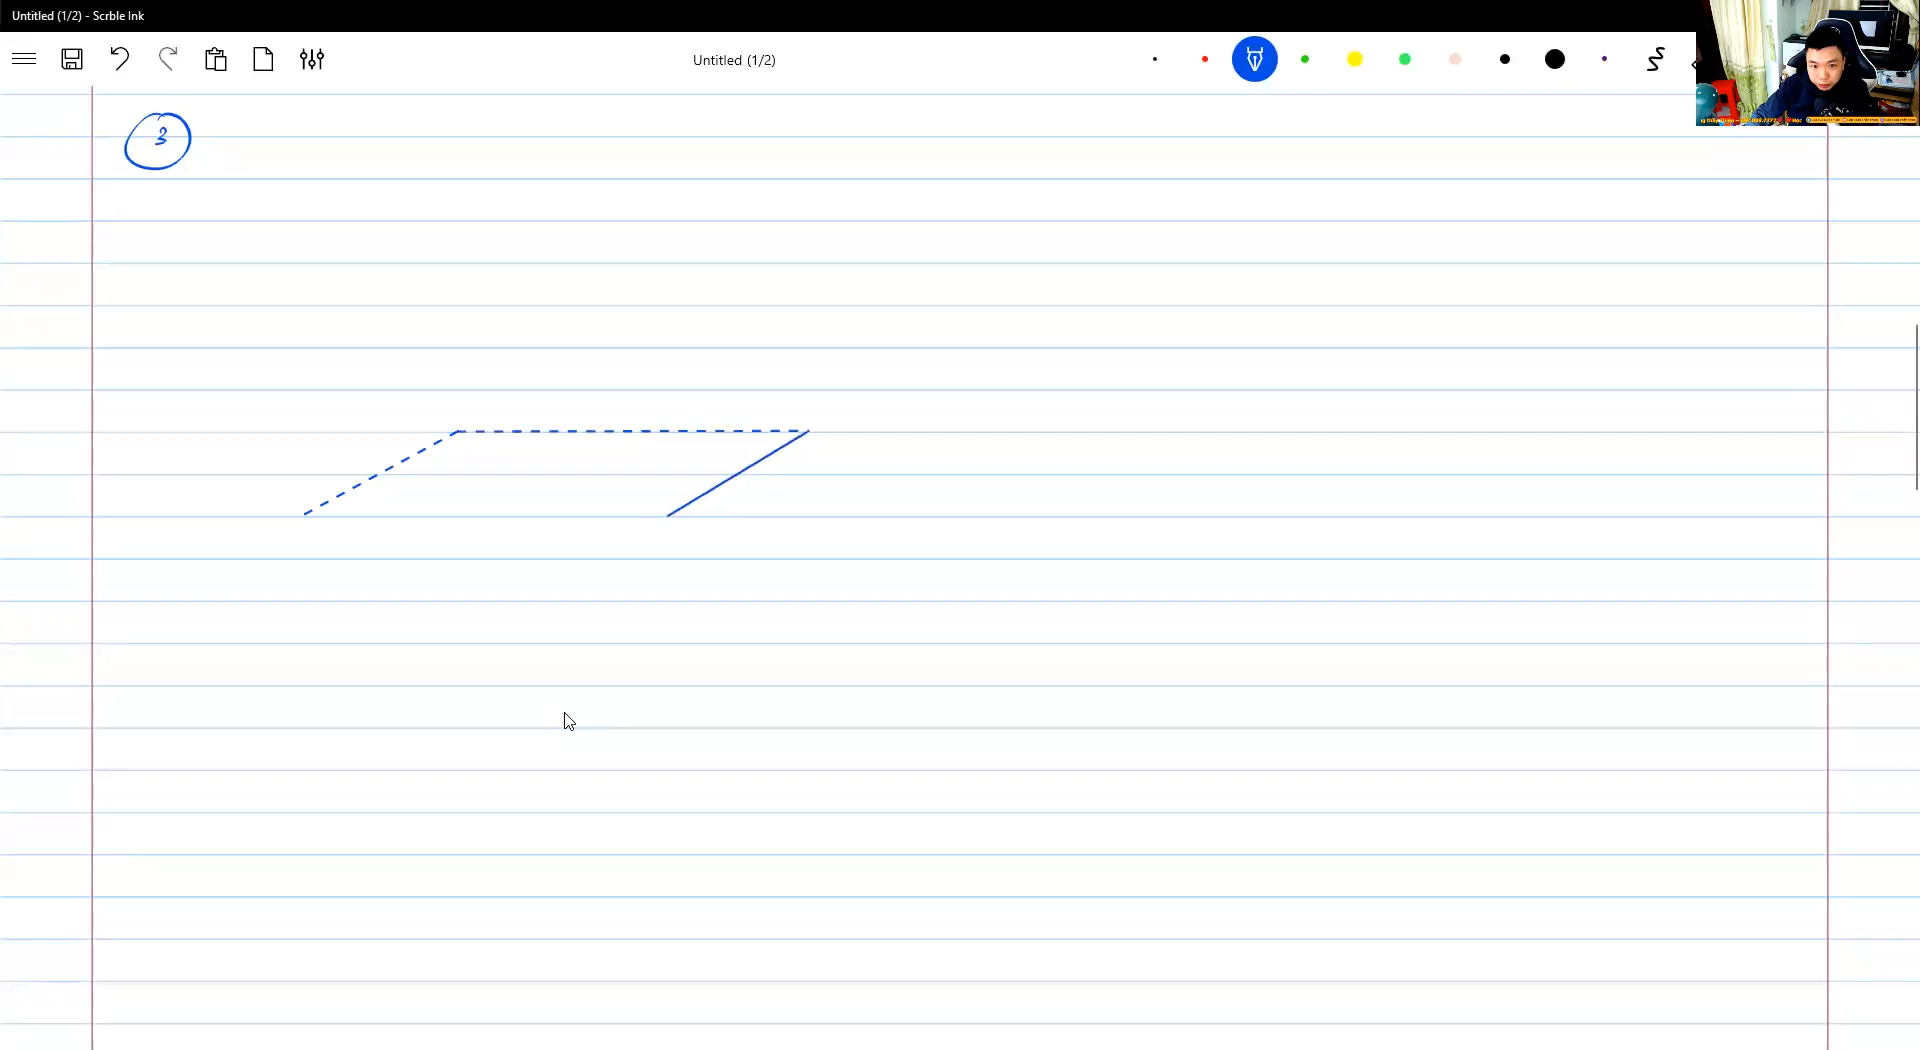 Untitled (1/2) - Scrble Ink
Untitled (1/2)
3